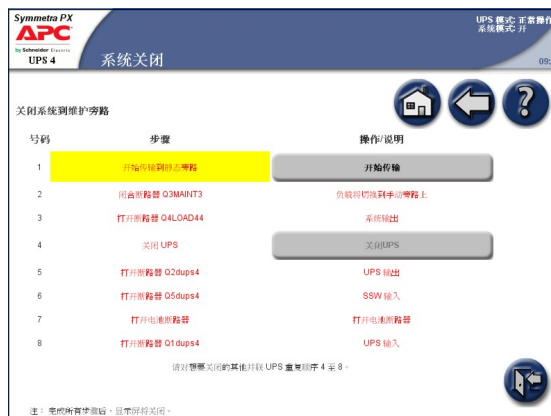 Symmetra PX
APC
by Schneider Electric
UPS 4
系统关闭
UPS 模式: 正常操作
系统模式: 开
09:
关闭系统到维护旁路
号码 步骤 操作/说明
1 开始传输到静态旁路 开始传输
2 闭合断路器 Q3MAINT3 负载将切换到手动旁路上
3 打开断路器 Q4LOAD44 系统输出
4 关闭 UPS 关闭UPS
5 打开断路器 Q2dups4 UPS 输出
6 打开断路器 Q5dups4 SSW 输入
7 打开电池断路器 打开电池断路器
8 打开断路器 Q1dups4 UPS 输入
请对想要关闭的其他并联 UPS 重复顺序 4 至 8。
注： 完成所有步骤后，显示屏将关闭。